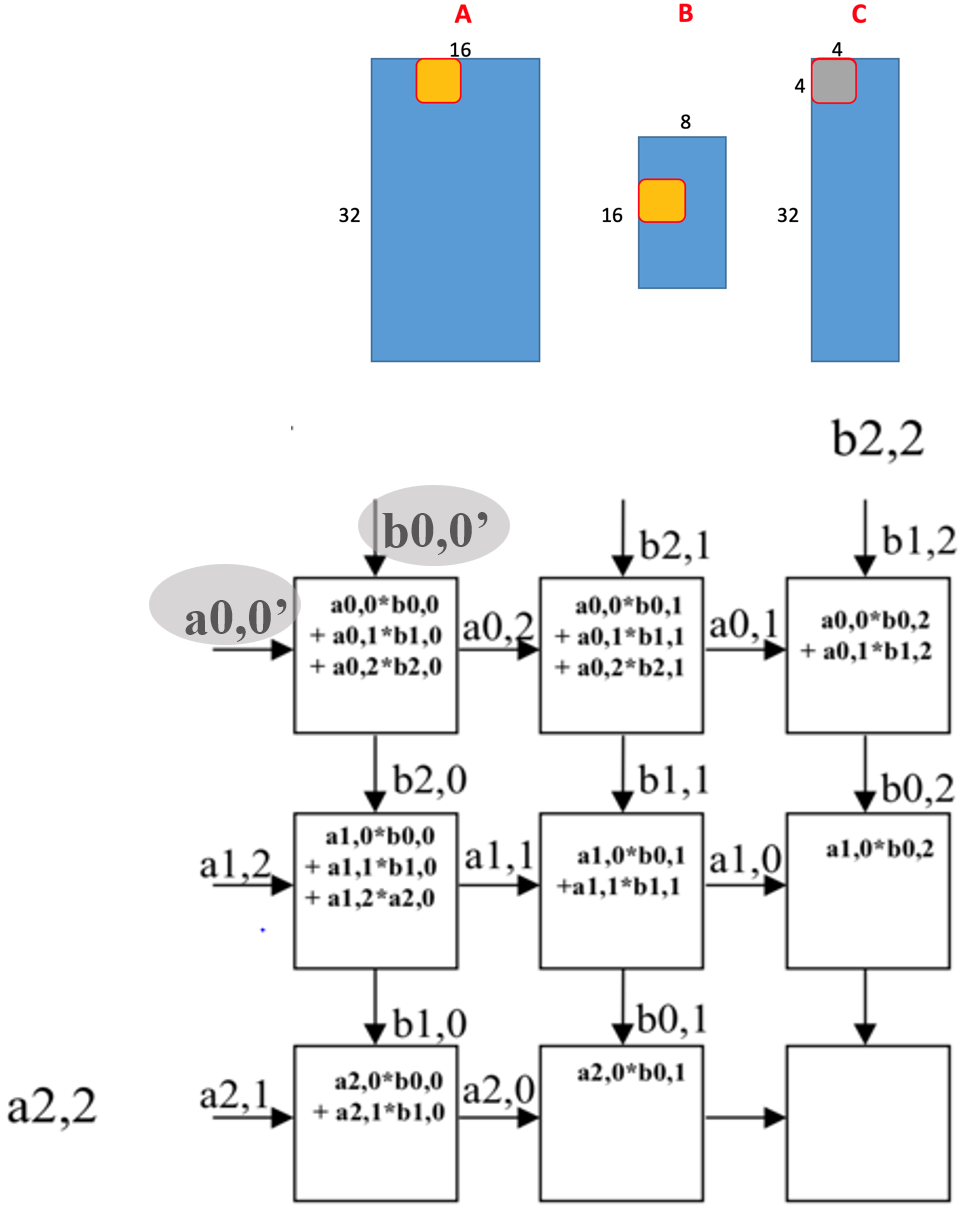 A B C
16
4
4
8
32
16
32
b2,2
b0,0’
b2,1
b1,2
a0,0’
a0,0*b0,0
+ a0,1*b1,0
+ a0,2*b2,0
a0,2
a0,0*b0,1
+ a0,1*b1,1
+ a0,2*b2,1
a0,1
a0,0*b0,2
+ a0,1*b1,2
b2,0
b1,1
b0,2
a1,2
a1,0*b0,0
+ a1,1*b1,0
+ a1,2*a2,0
a1,1
a1,0*b0,1
+a1,1*b1,1
a1,0
a1,0*b0,2
b1,0
b0,1
a2,2
a2,1
a2,0*b0,0
+ a2,1*b1,0
a2,0
a2,0*b0,1